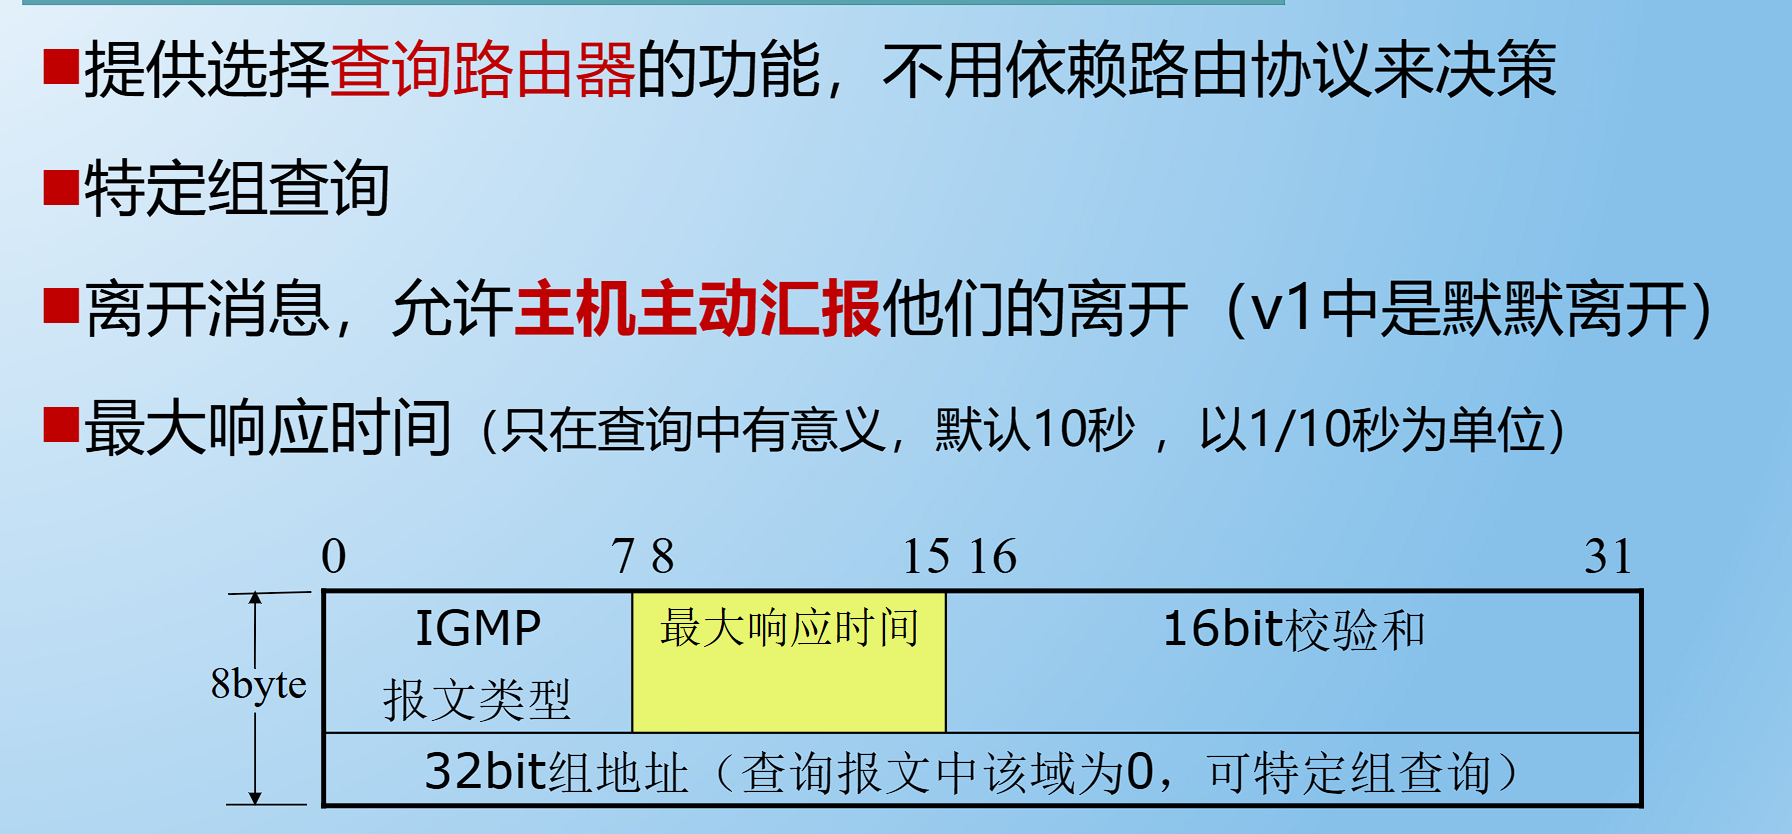 提供选择查询路由器的功能，不用依赖路由协议来决策
特定组查询
离开消息，允许主机主动汇报他们的离开（v1中是默默离开）
最大响应时间（只在查询中有意义，默认10秒 ，以1/10秒为单位）
0 7 8 15 16 31
IGMP 最大响应时间 16bit校验和
报文类型
8byte
32bit组地址（查询报文中该域为0，可特定组查询）